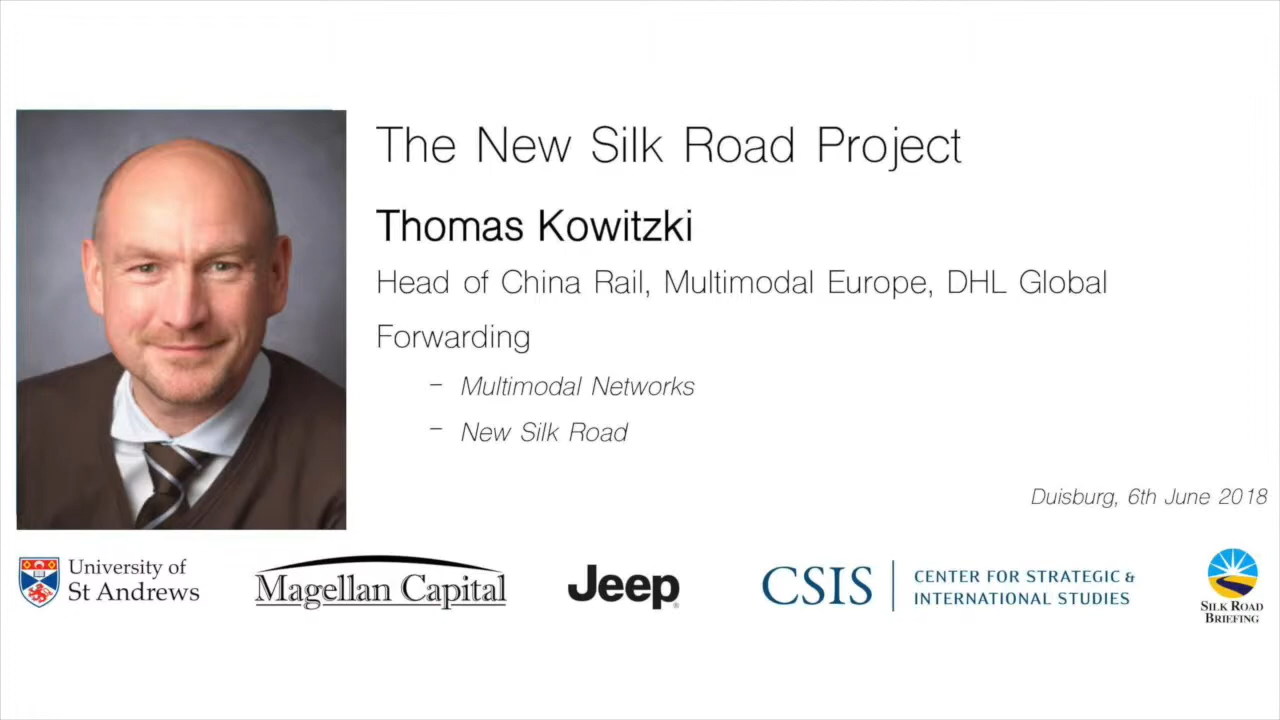 The New Silk Road Project
Thomas Kowitzki
Head of China Rail, Multimodal Europe, DHL Global
Forwarding
- Multimodal Networks
- New Silk Road
Duisburg, 6th June 2018
University of
St Andrews
Magellan Capital
Jeep
CSIS
CENTER FOR STRATEGIC &
INTERNATIONAL STUDIES
SILK ROAD
BRIEFING